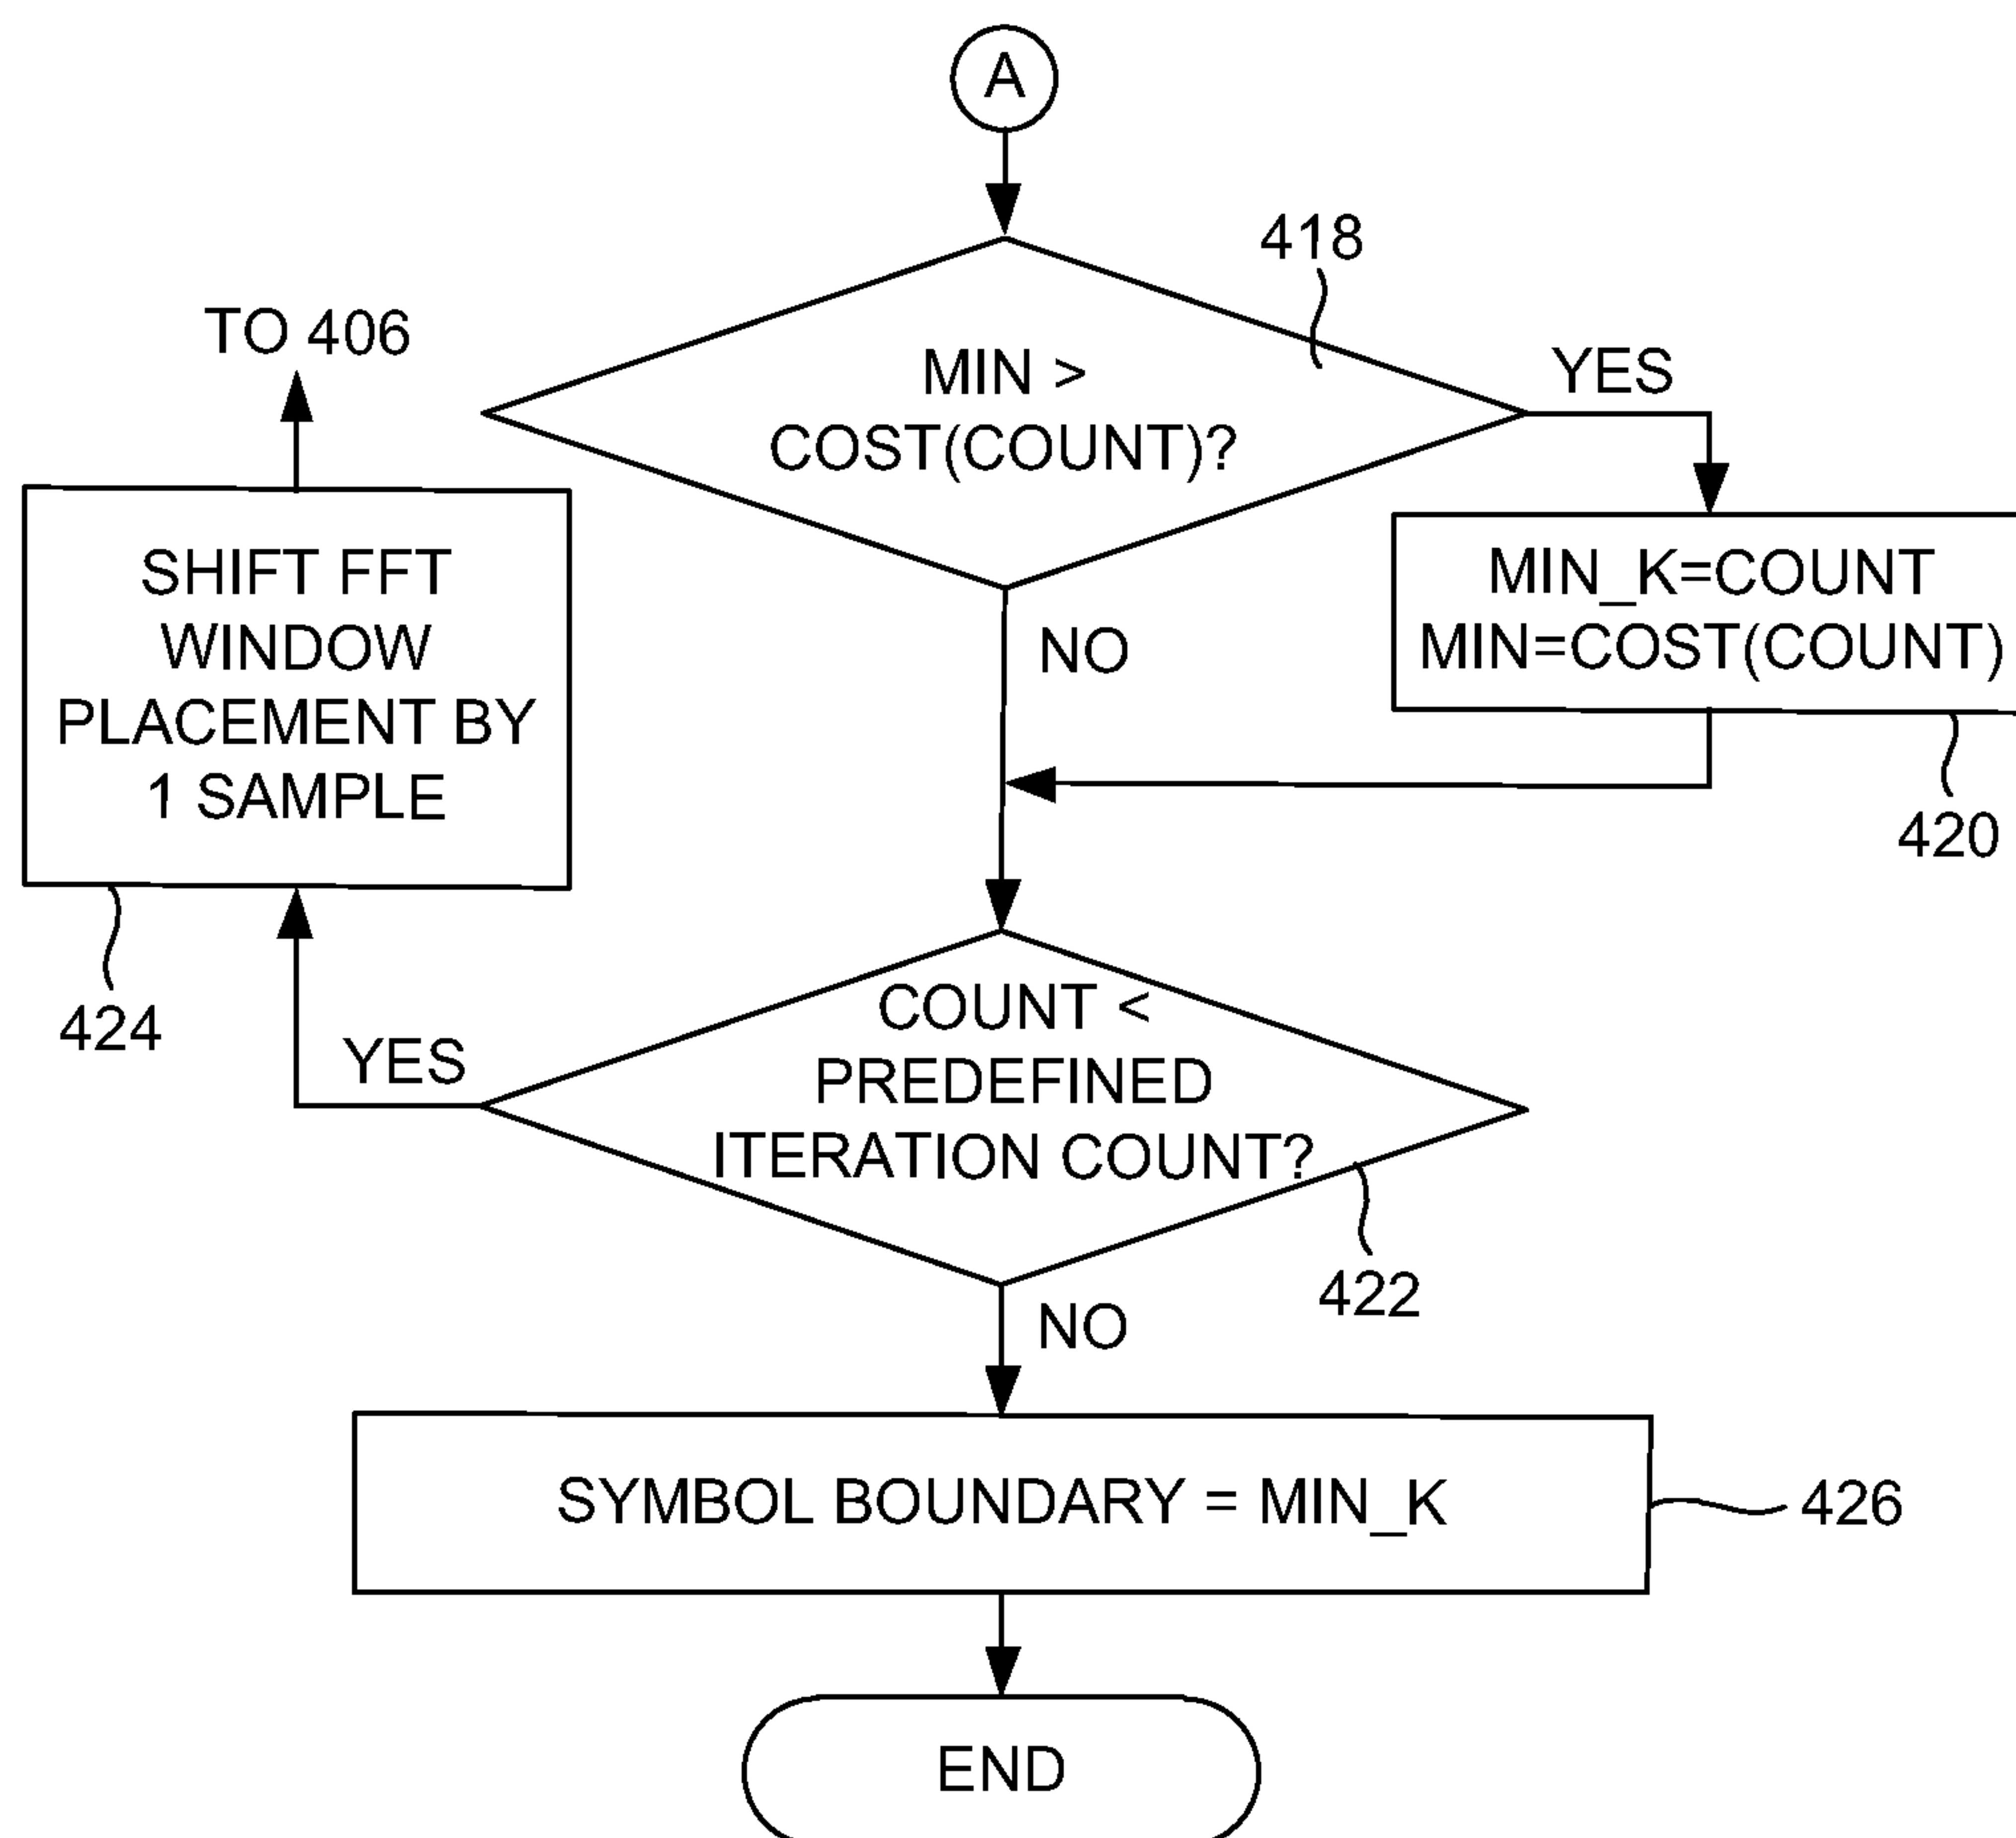 A
418
TO 406
MIN >
COST(COUNT)?
YES
SHIFT FFT
WINDOW
PLACEMENT BY
1 SAMPLE
MIN_K=COUNT
MIN=COST(COUNT)
NO
420
424
YES
COUNT <
PREDEFINED
ITERATION COUNT?
422
NO
SYMBOL BOUNDARY = MIN_K
426
END